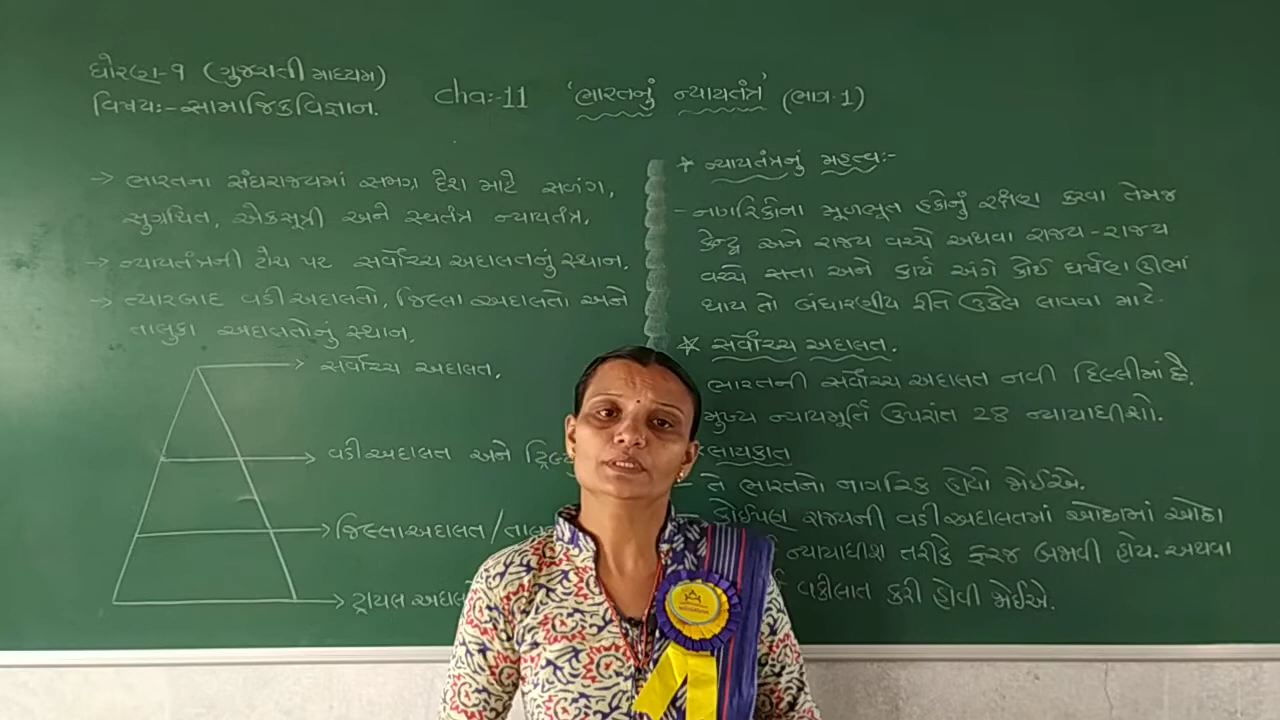 ધોરણ-9 (ગુજરાતી માધ્યમ)
વિષય:-સામાજિકવિજ્ઞાન.
cha:-11 'ભારતનું ન્યાયતંત્ર' (ભાગ-1)
→ ભારતના સંઘરાજ્યમાં સમગ્ર દેશ માટે સળંગ,
સુગ્રથિત, એકસૂત્રી અને સ્વતંત્ર ન્યાયતંત્ર.
→ ન્યાયતંત્રની ટોચ પર સર્વોચ્ચ અદાલતનું સ્થાન.
→ ત્યારબાદ વડીઅદાલતો, જિલ્લા અદાલતો અને
તાલુકા અદાલતોનું સ્થાન.
→ સર્વોચ્ચ અદાલત.
→ વડીઅદાલત અને
→ જિલ્લાઅદાલત/
→ ટ્રાયલ
* ન્યાયતંત્રનું મહત્વ:-
- નાગરિકોના મૂળભૂત હકોનું રક્ષણ કરવા તેમજ
કેન્દ્ર અને રાજ્ય વચ્ચે અથવા રાજ્ય-રાજ્ય
વચ્ચે સત્તા અને કાર્ય અંગે કોઈ ઘર્ષણ ઊભાં
થાય તો બંધારણીય રીતે ઉકેલ લાવવા માટે.
* સર્વોચ્ચ અદાલત.
ભારતની સર્વોચ્ચ અદાલત નવી દિલ્લીમાં છે.
મુખ્ય ન્યાયમૂર્તિ ઉપરાંત 28 ન્યાયાધીશો.
લાયકાત
- તે ભારતનો નાગરિક હોવો જોઈએ.
- કોઈપણ રાજ્યની વડીઅદાલતમાં ઓછામાં ઓછા
ન્યાયાધીશ તરીકે ફરજ બજાવી હોય. અથવા
વકીલાત કરી હોવી જોઈએ.